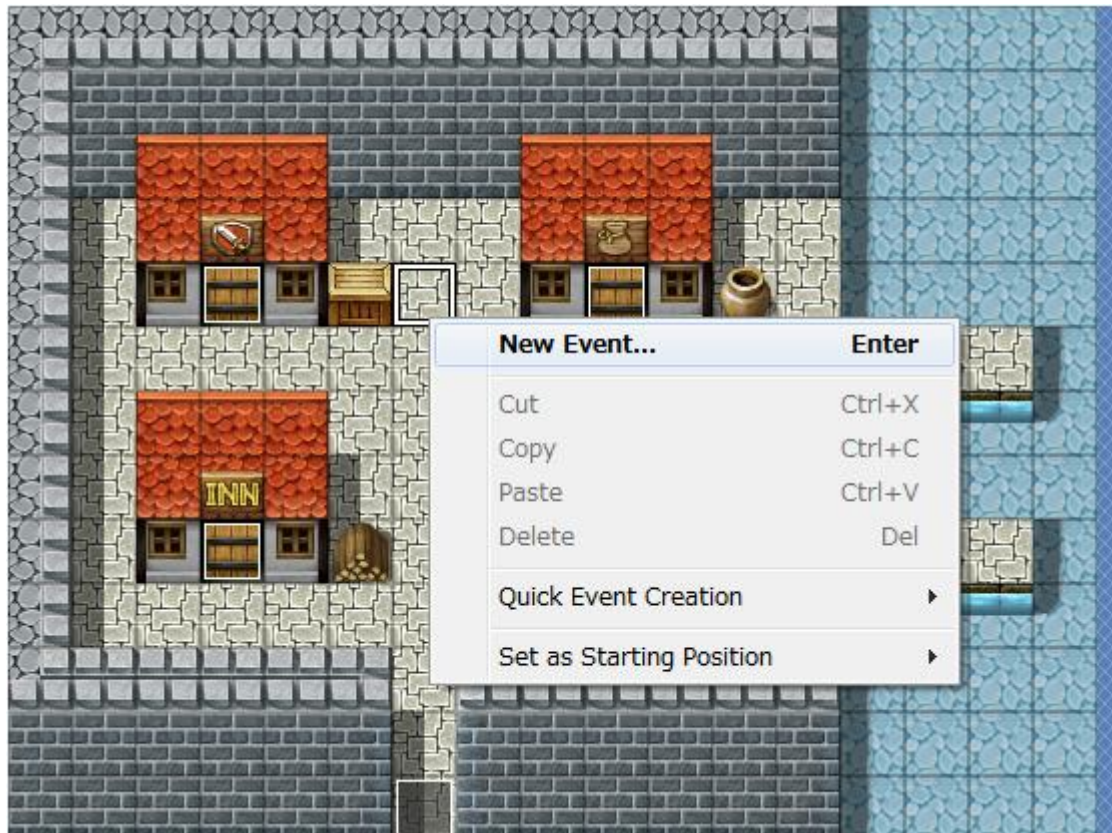 New Event... Enter
Cut Ctrl+X
Copy Ctrl+C
Paste Ctrl+V
INN
Delete Del
Quick Event Creation
Set as Starting Position